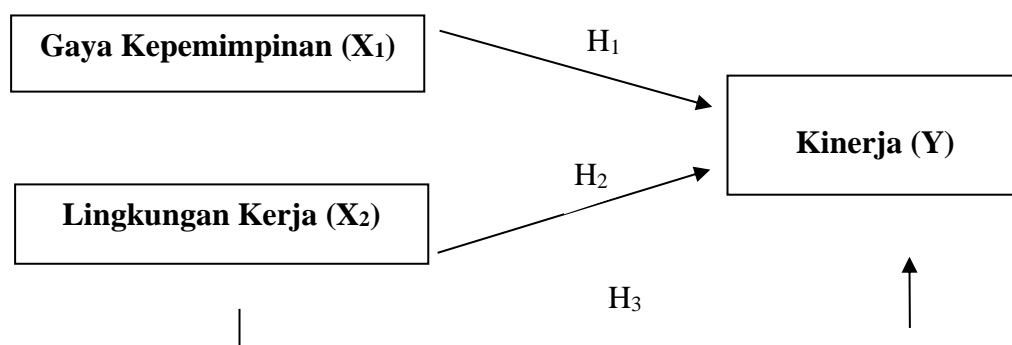 Gaya Kepemimpinan (X₁)
H₁
Kinerja (Y)
H₂
Lingkungan Kerja (X₂)
H₃